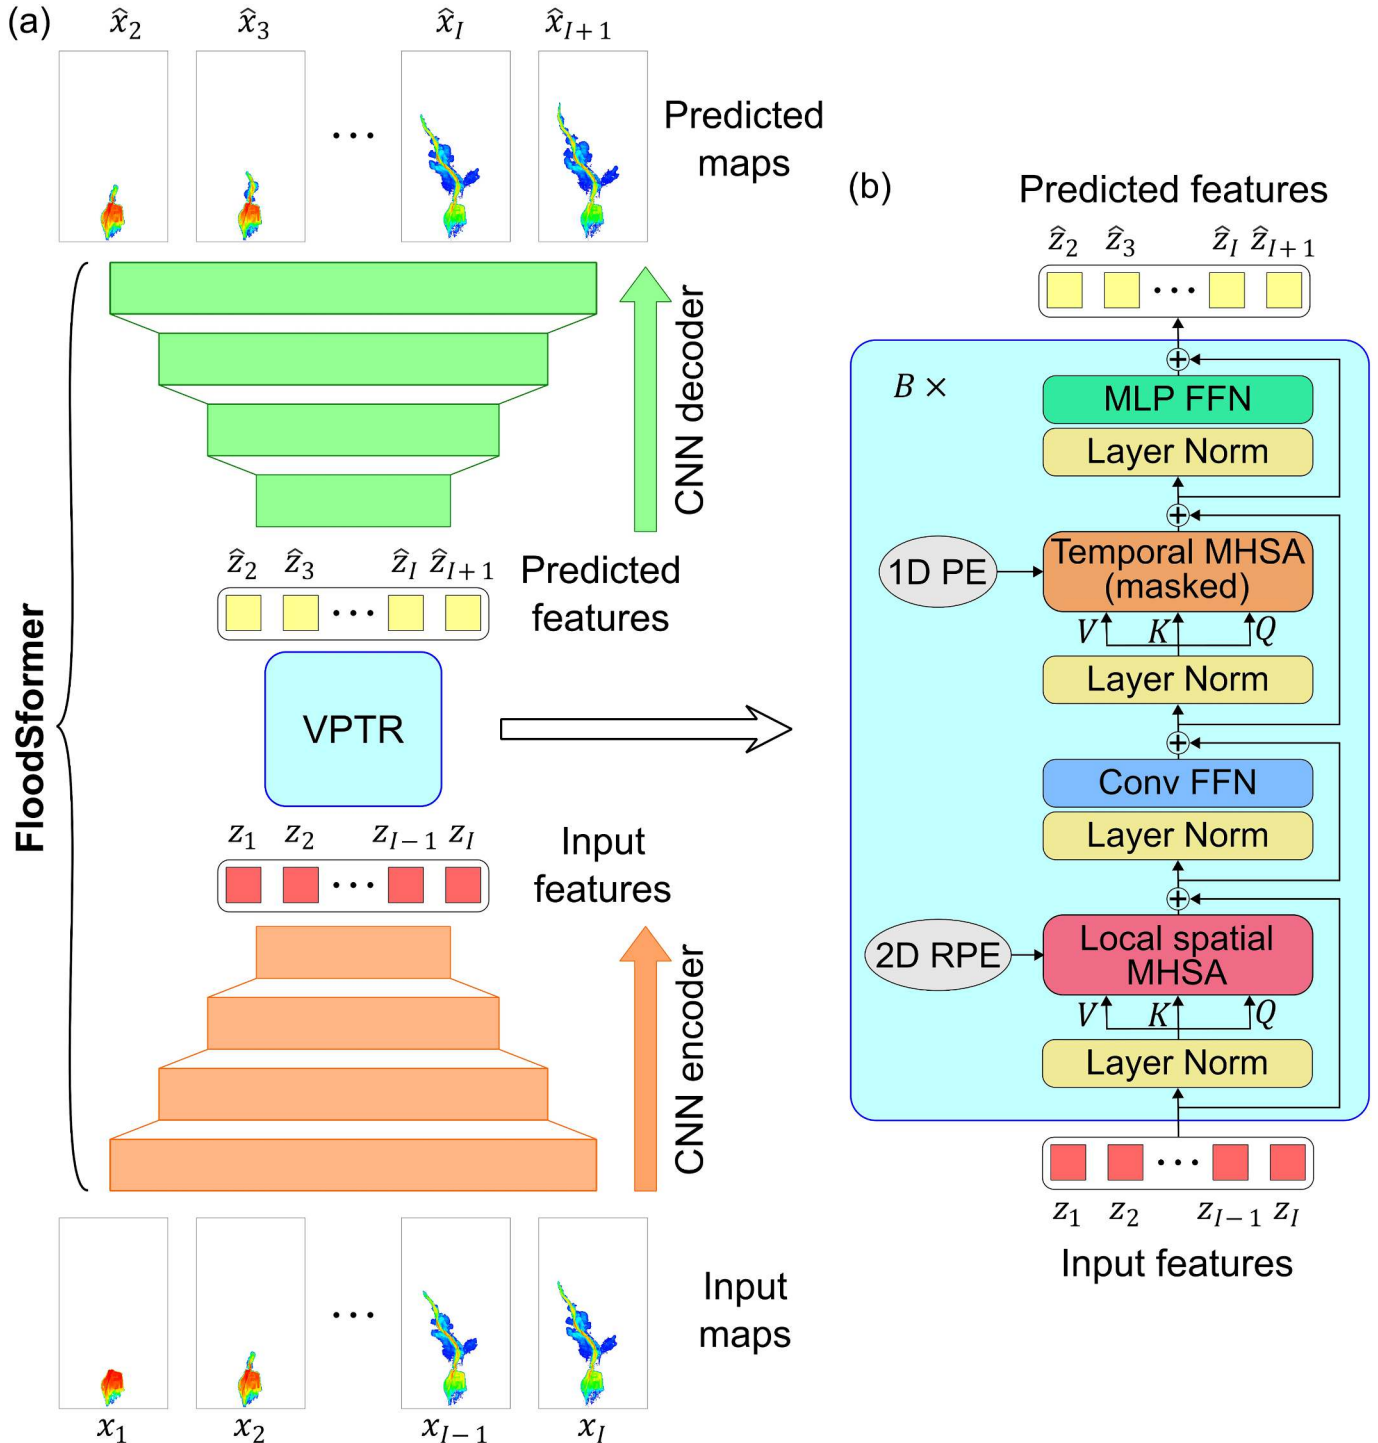 (a)
x̂₂ x̂₃ x̂_I x̂_{I+1}
...
Predicted
maps
CNN decoder
ẑ₂ ẑ₃ ẑ_I ẑ_{I+1}
...
Predicted
features
FloodSformer
VPTR
z₁ z₂ z_{I−1} z_I
...
Input
features
CNN encoder
...
Input
maps
x₁ x₂ x_{I−1} x_I
(b)
Predicted features
ẑ₂ ẑ₃ ẑ_I ẑ_{I+1}
...
B ×
+
MLP FFN
Layer Norm
+
1D PE
Temporal MHSA
(masked)
V K Q
Layer Norm
+
Conv FFN
Layer Norm
+
2D RPE
Local spatial
MHSA
V K Q
Layer Norm
...
z₁ z₂ z_{I−1} z_I
Input features